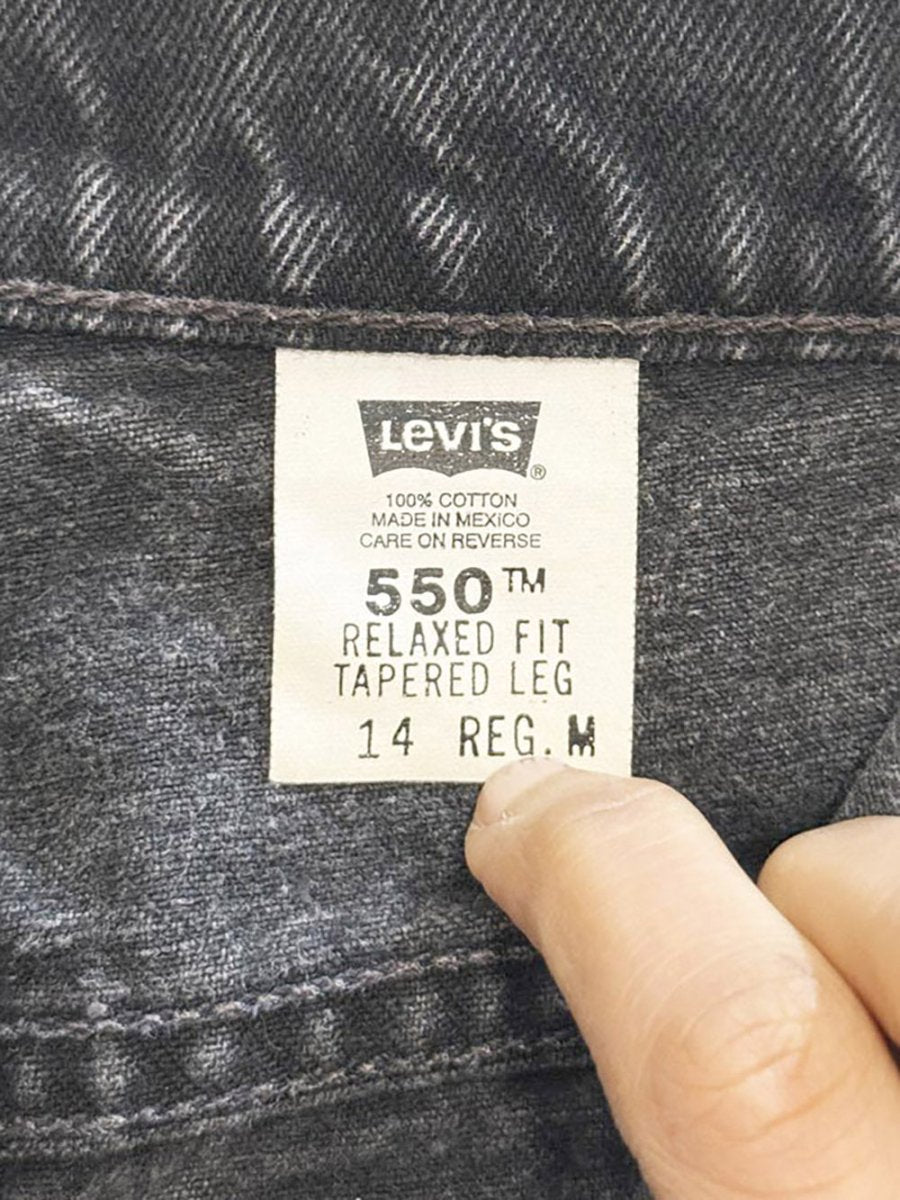 Levi's ®
100% COTTON
MADE IN MEXICO
CARE ON REVERSE
550™
RELAXED FIT
TAPERED LEG
14 REG. M